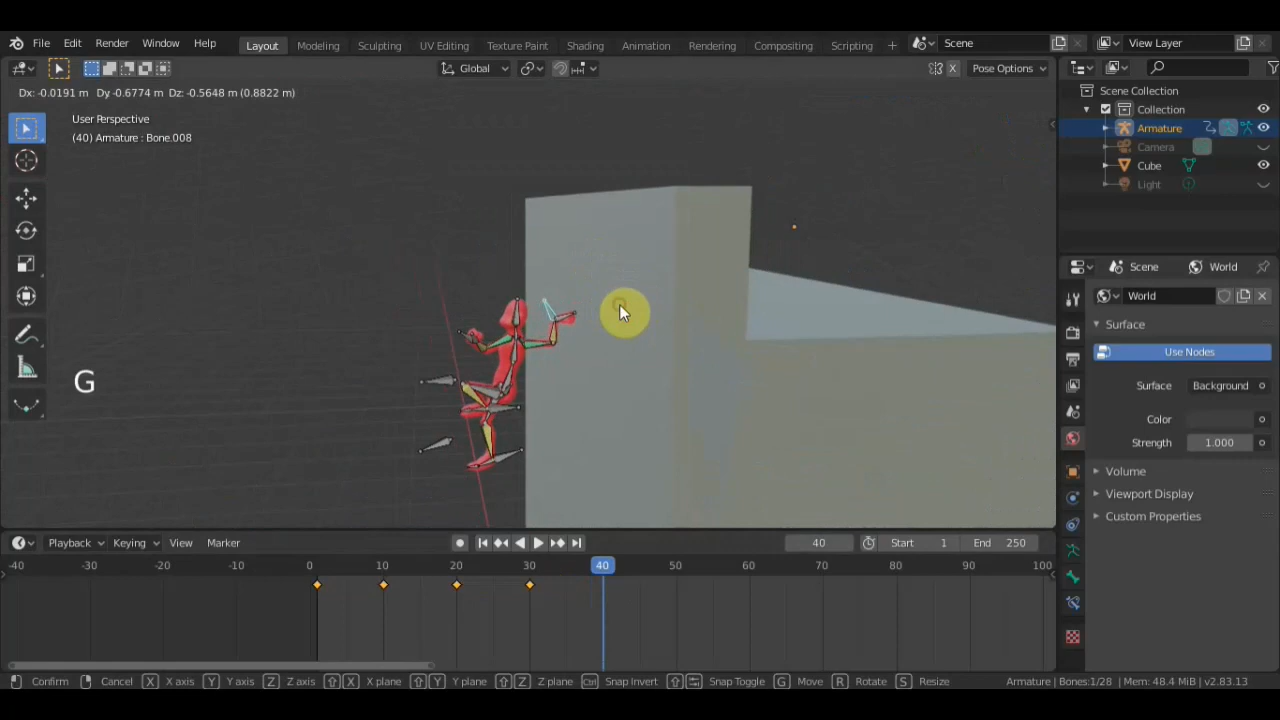 File Edit Render Window Help Layout Modeling Sculpting UV Editing Texture Paint Shading Animation Rendering Compositing Scripting + Scene View Layer
Global X Pose Options
Dx: -0.0191 m Dy -0.6774 m Dz: -0.5648 m (0.8822 m)
Scene Collection
User Perspective
Collection
(40) Armature : Bone.008
Armature
Camera
Cube
Light
Scene World
World
Surface
Use Nodes
G
Surface Background
Color
Strength 1.000
Volume
Viewport Display
Custom Properties
Playback Keying View Marker 40 Start 1 End 250
-40 -30 -20 -10 0 10 20 30 40 50 60 70 80 90 100
Confirm Cancel X X axis Y Y axis Z Z axis X X plane Y Y plane Z Z plane Ctrl Snap Invert Snap Toggle G Move R Rotate S Resize Armature | Bones:1/28 | Mem: 48.4 MiB | v2.83.13